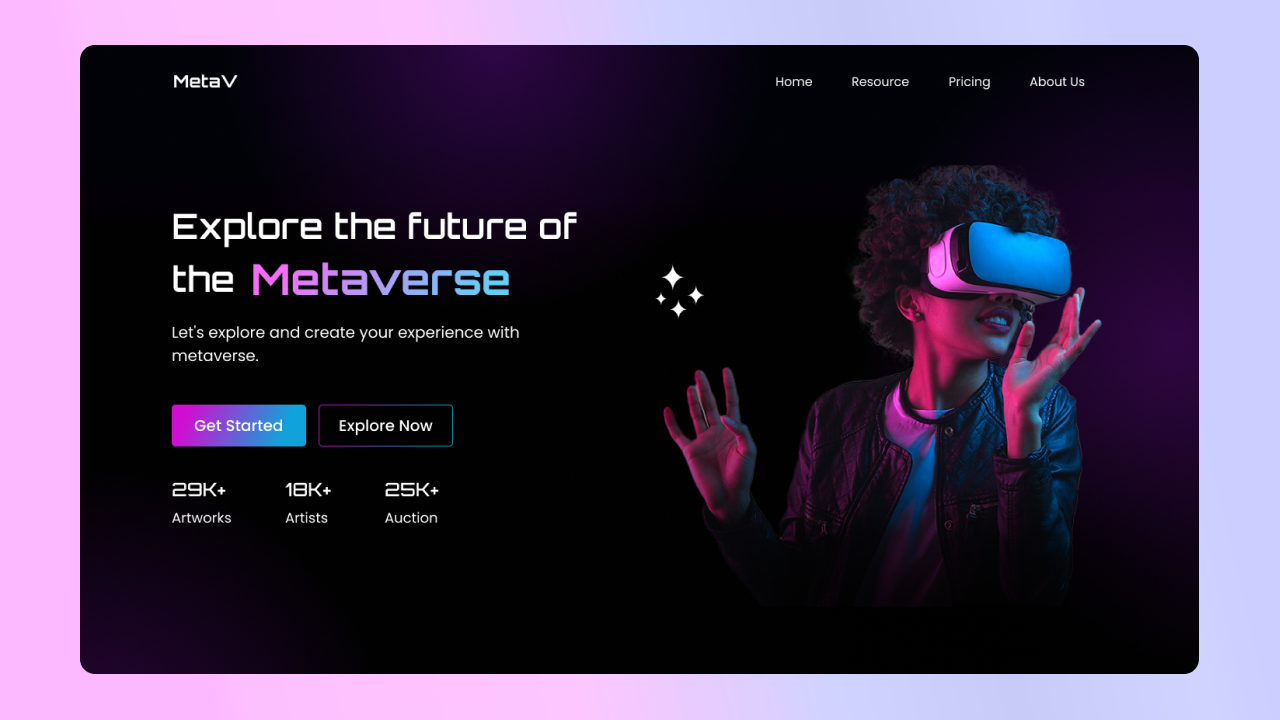 MetaV
Home Resource Pricing About Us
Explore the future of
the Metaverse
Let's explore and create your experience with
metaverse.
Get Started Explore Now
29K+ 18K+ 25K+
Artworks Artists Auction